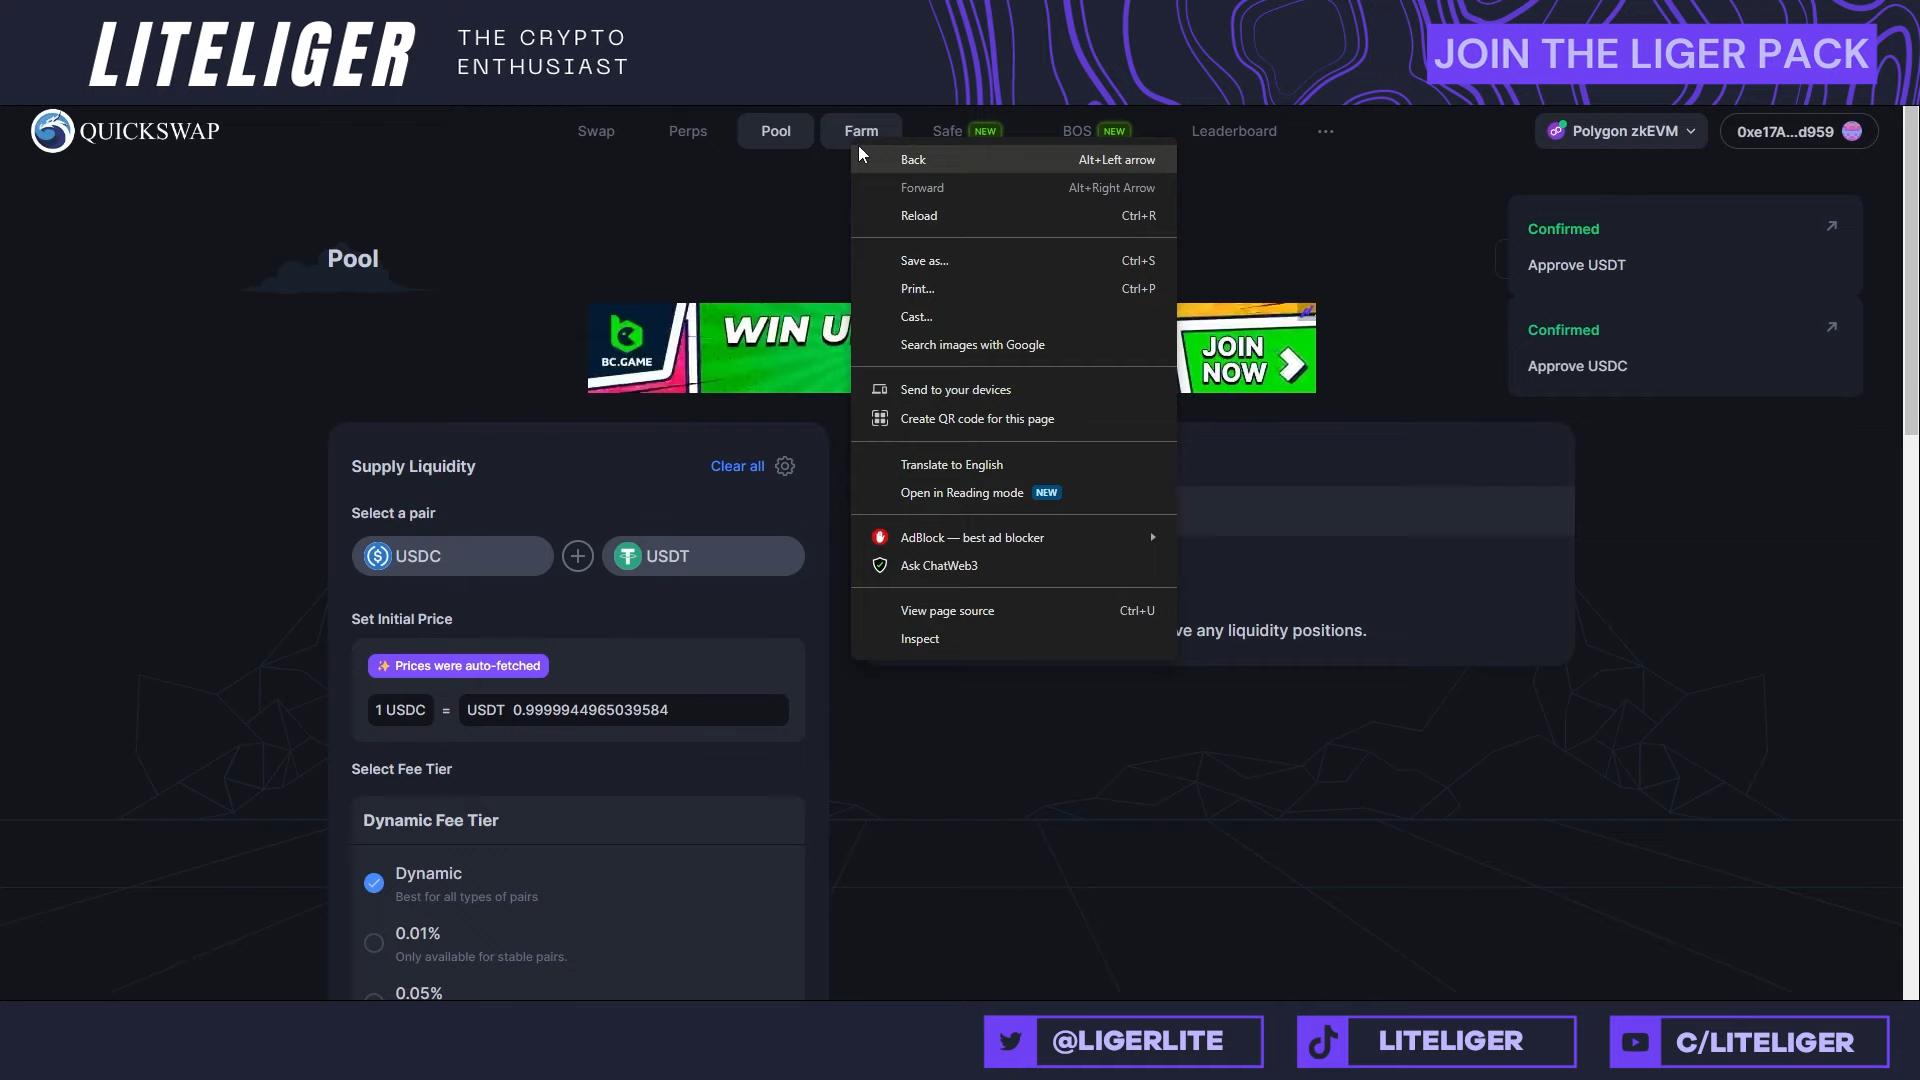 LITELIGER
THE CRYPTO
ENTHUSIAST
JOIN THE LIGER PACK
QUICKSWAP
Swap
Perps
Pool
Farm
Safe NEW
BOS NEW
Leaderboard
Polygon zkEVM
0xe17A...d959
Back Alt+Left arrow
Forward Alt+Right Arrow
Reload Ctrl+R
Save as... Ctrl+S
Print... Ctrl+P
Cast...
Search images with Google
Send to your devices
Create QR code for this page
Translate to English
Open in Reading mode NEW
AdBlock — best ad blocker
Ask ChatWeb3
View page source Ctrl+U
Inspect
Confirmed
Approve USDT
Confirmed
Approve USDC
Pool
BC.GAME
WIN U
JOIN
NOW
Supply Liquidity
Clear all
Select a pair
USDC
USDT
Set Initial Price
Prices were auto-fetched
1 USDC = USDT 0.9999944965039584
Select Fee Tier
Dynamic Fee Tier
Dynamic
Best for all types of pairs
0.01%
Only available for stable pairs.
0.05%
ve any liquidity positions.
@LIGERLITE
LITELIGER
C/LITELIGER